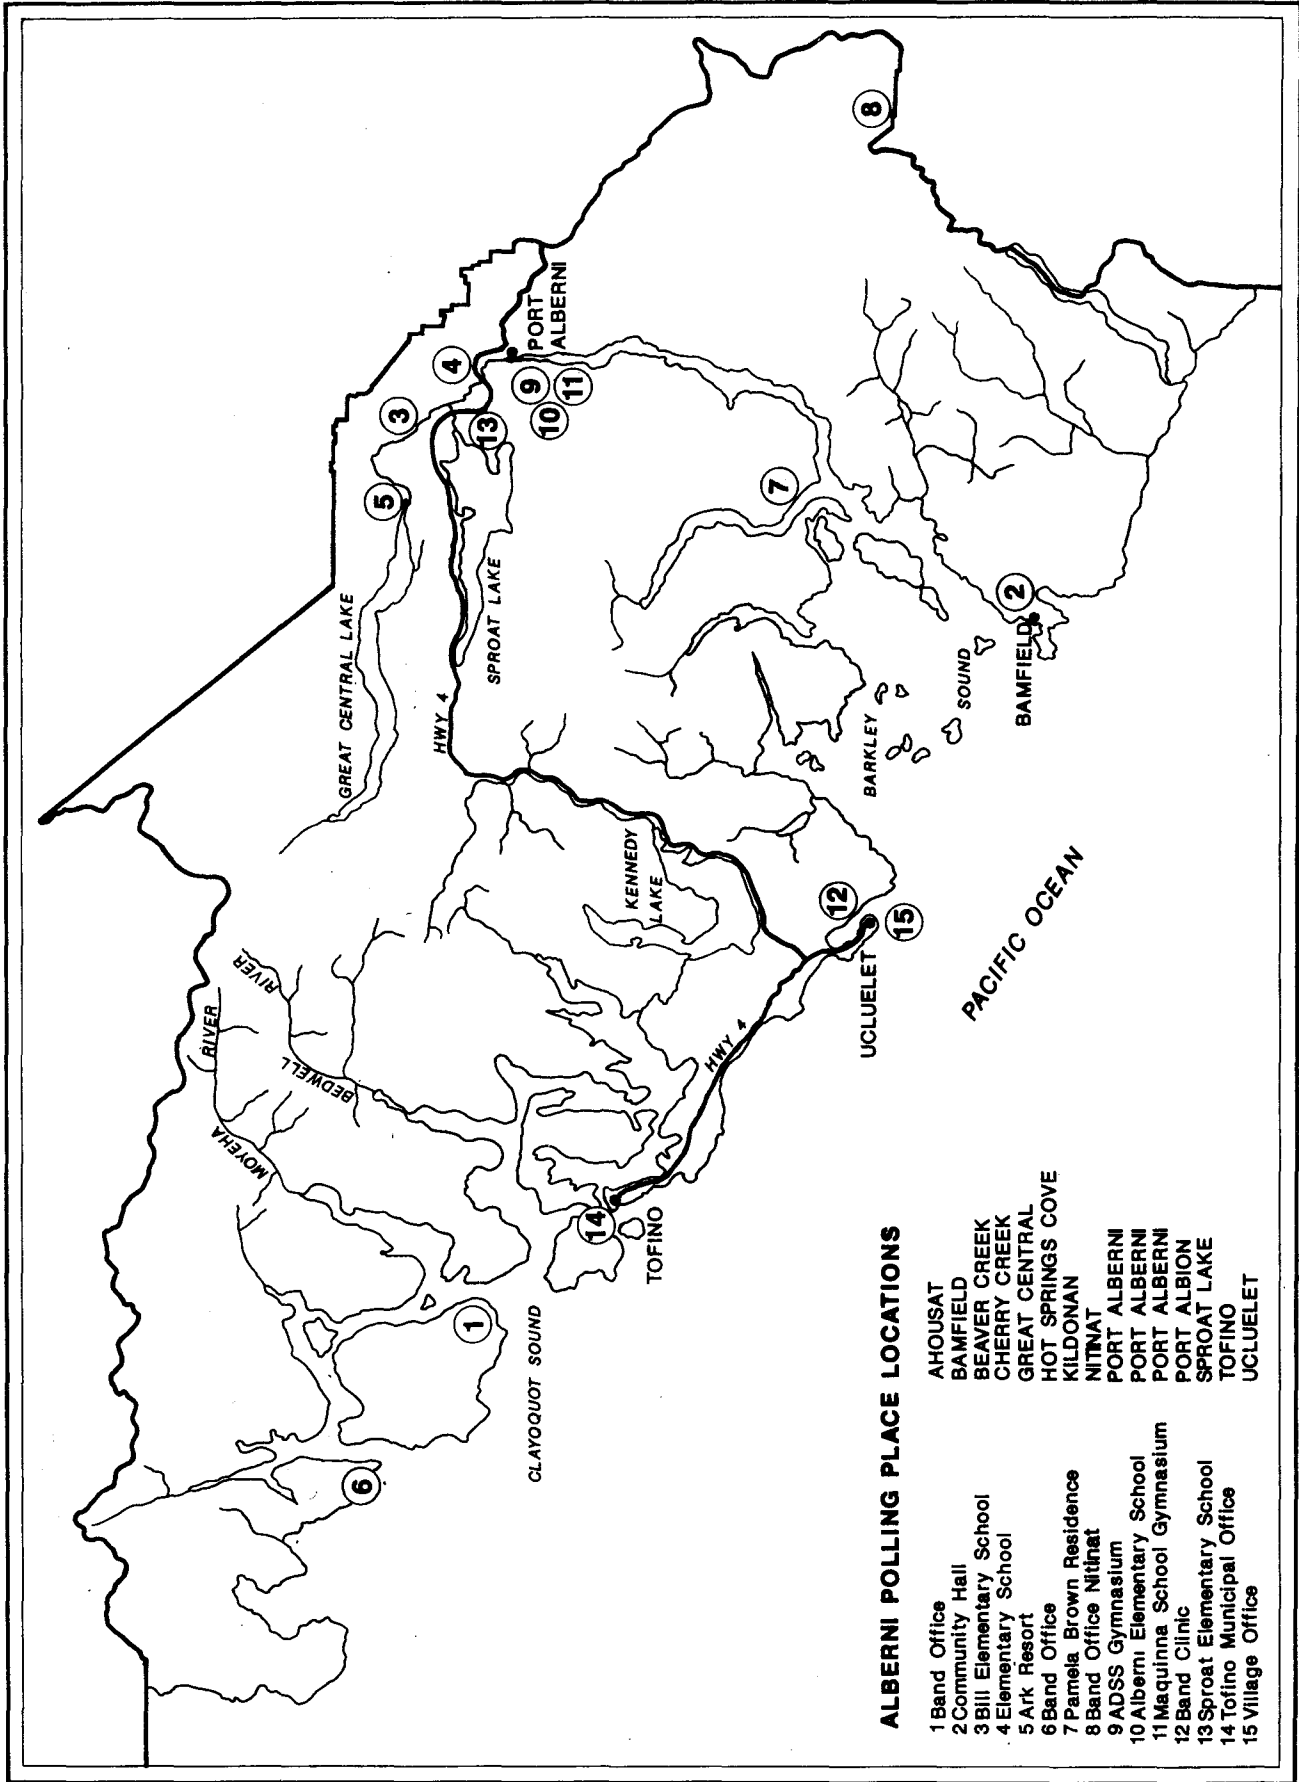 GREAT CENTRAL LAKE
HWY 4
SPROAT LAKE
PORT
ALBERNI
5
3
4
13
9
10
11
8
7
2
BAMFIELD
BARKLEY
SOUND
KENNEDY
LAKE
12
15
UCLUELET
HWY 4
PACIFIC OCEAN
RIVER
BEDWELL
RIVER
MOYEHA
14
TOFINO
CLAYOQUOT SOUND
1
6
ALBERNI POLLING PLACE LOCATIONS
1 Band Office AHOUSAT
2 Community Hall BAMFIELD
3 Bill Elementary School BEAVER CREEK
4 Elementary School CHERRY CREEK
5 Ark Resort GREAT CENTRAL
6 Band Office HOT SPRINGS COVE
7 Pamela Brown Residence KILDONAN
8 Band Office Nitinat NITINAT
9 ADSS Gymnasium PORT ALBERNI
10 Alberni Elementary School PORT ALBERNI
11 Maquinna School Gymnasium PORT ALBERNI
12 Band Clinic PORT ALBION
13 Sproat Elementary School SPROAT LAKE
14 Tofino Municipal Office TOFINO
15 Village Office UCLUELET